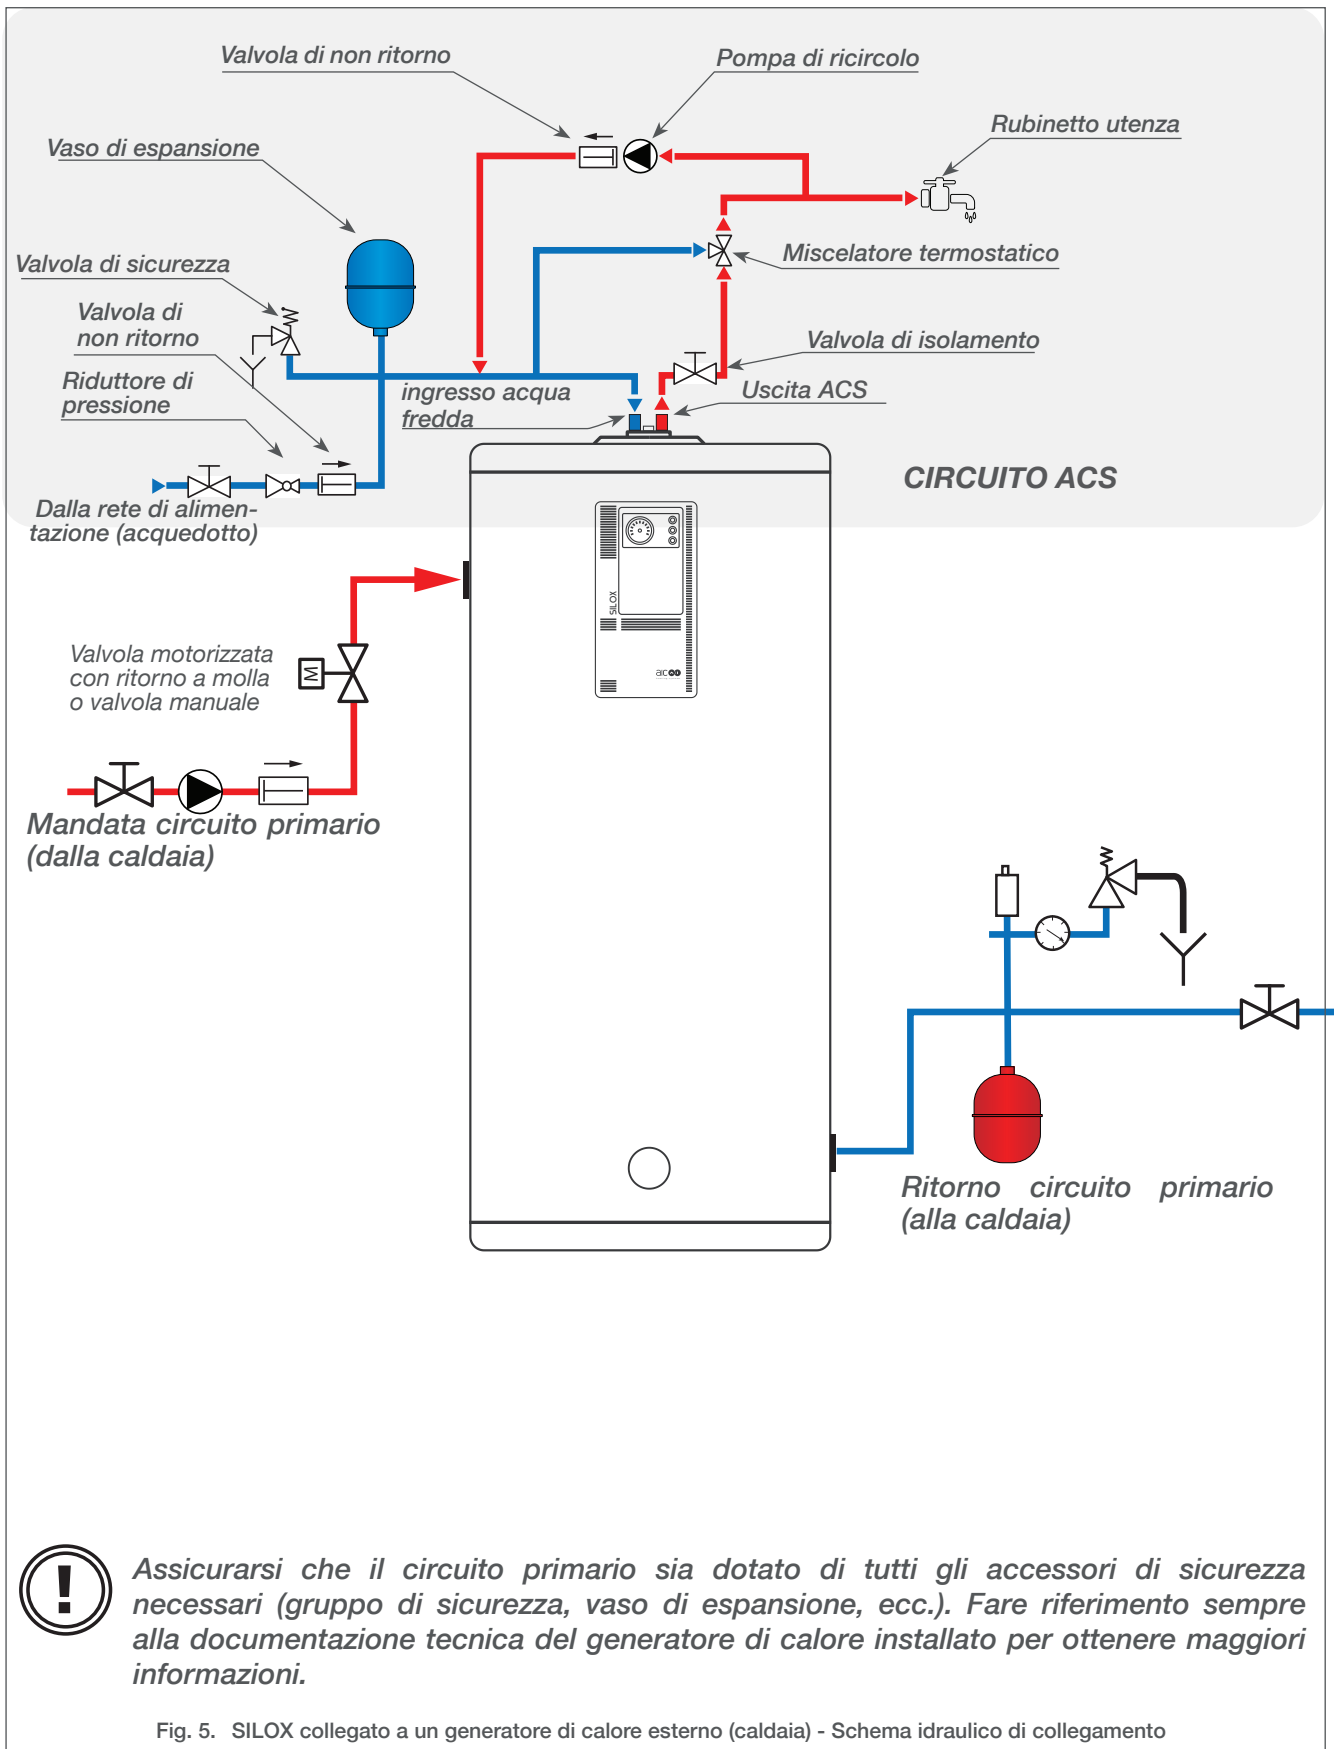 Valvola di non ritorno
Pompa di ricircolo
Rubinetto utenza
Vaso di espansione
Miscelatore termostatico
Valvola di sicurezza
Valvola di
non ritorno
Valvola di isolamento
Riduttore di
pressione
ingresso acqua
fredda
Uscita ACS
CIRCUITO ACS
Dalla rete di alimen-
tazione (acquedotto)
SILOX
aic
Valvola motorizzata
con ritorno a molla
o valvola manuale
M
Mandata circuito primario
(dalla caldaia)
Ritorno circuito primario
(alla caldaia)
!
Assicurarsi che il circuito primario sia dotato di tutti gli accessori di sicurezza
necessari (gruppo di sicurezza, vaso di espansione, ecc.). Fare riferimento sempre
alla documentazione tecnica del generatore di calore installato per ottenere maggiori
informazioni.
Fig. 5. SILOX collegato a un generatore di calore esterno (caldaia) - Schema idraulico di collegamento